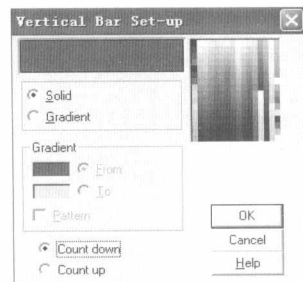 Vertical Bar Set-up
Solid
Gradient
Gradient
From
To
Pattern
Count down
Count up
OK
Cancel
Help